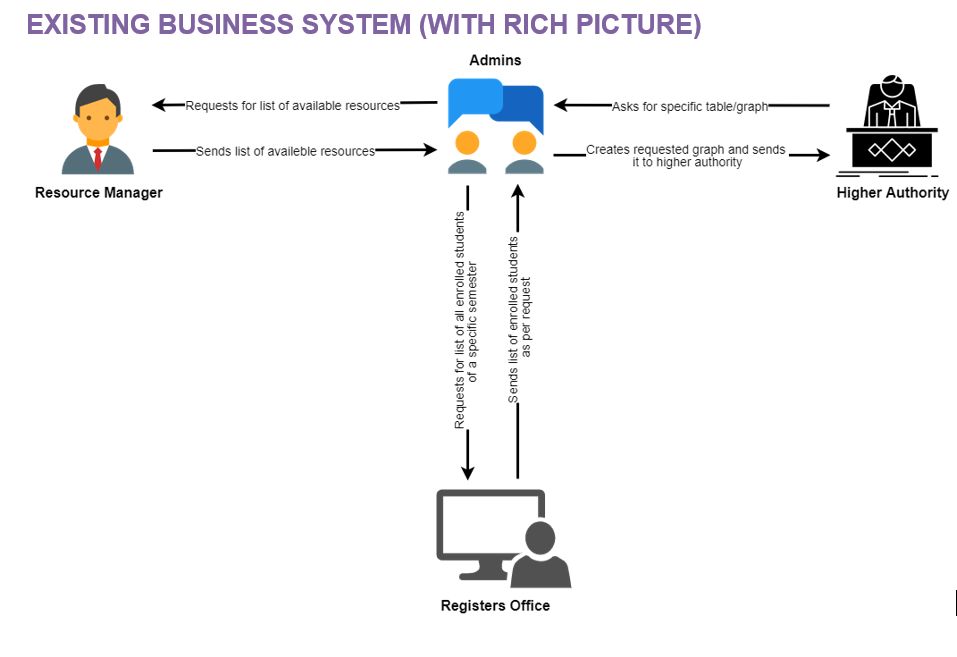 EXISTING BUSINESS SYSTEM (WITH RICH PICTURE)
Admins
Requests for list of available resources
Asks for specific table/graph
Sends list of availeble resources
Creates requested graph and sends
it to higher authority
Resource Manager
Higher Authority
Requests for list of all enrolled students
of a specific semester
Sends list of enrolled students
as per request
Registers Office